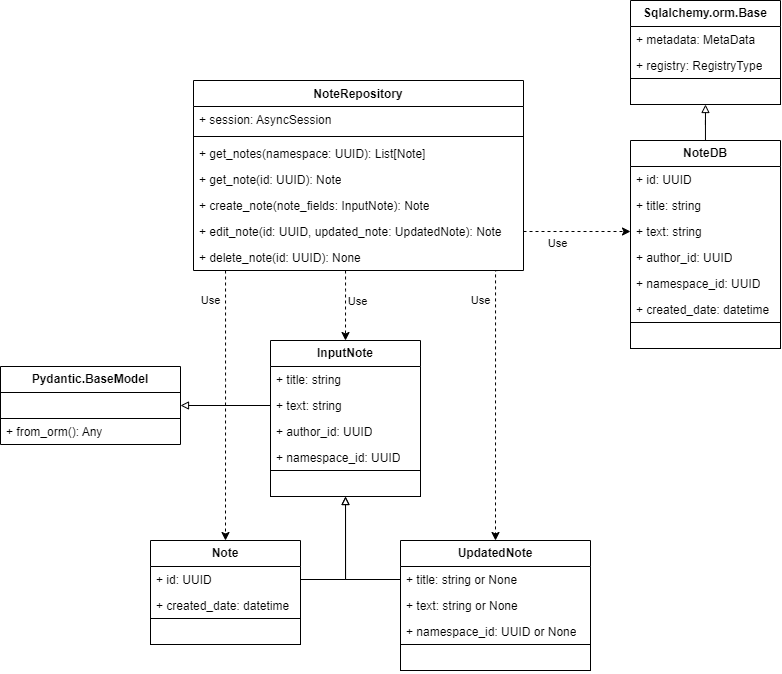 Sqlalchemy.orm.Base
+ metadata: MetaData
+ registry: RegistryType
NoteRepository
+ session: AsyncSession
+ get_notes(namespace: UUID): List[Note]
+ get_note(id: UUID): Note
+ create_note(note_fields: InputNote): Note
+ edit_note(id: UUID, updated_note: UpdatedNote): Note
+ delete_note(id: UUID): None
Use
NoteDB
+ id: UUID
+ title: string
+ text: string
+ author_id: UUID
+ namespace_id: UUID
+ created_date: datetime
Use
Use
Use
InputNote
+ title: string
+ text: string
+ author_id: UUID
+ namespace_id: UUID
Pydantic.BaseModel
+ from_orm(): Any
Note
+ id: UUID
+ created_date: datetime
UpdatedNote
+ title: string or None
+ text: string or None
+ namespace_id: UUID or None